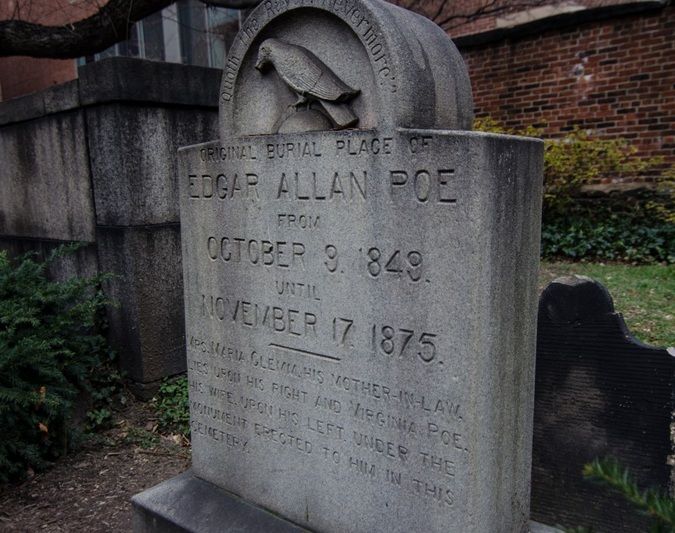 Quoth the Raven, "Nevermore."
ORIGINAL BURIAL PLACE OF
EDGAR ALLAN POE
FROM
OCTOBER 9. 1849.
UNTIL
NOVEMBER 17. 1875.
MRS. MARIA CLEMM, HIS MOTHER-IN-LAW,
LIES UPON HIS RIGHT AND VIRGINIA POE,
HIS WIFE, UPON HIS LEFT, UNDER THE
MONUMENT ERECTED TO HIM IN THIS
CEMETERY.